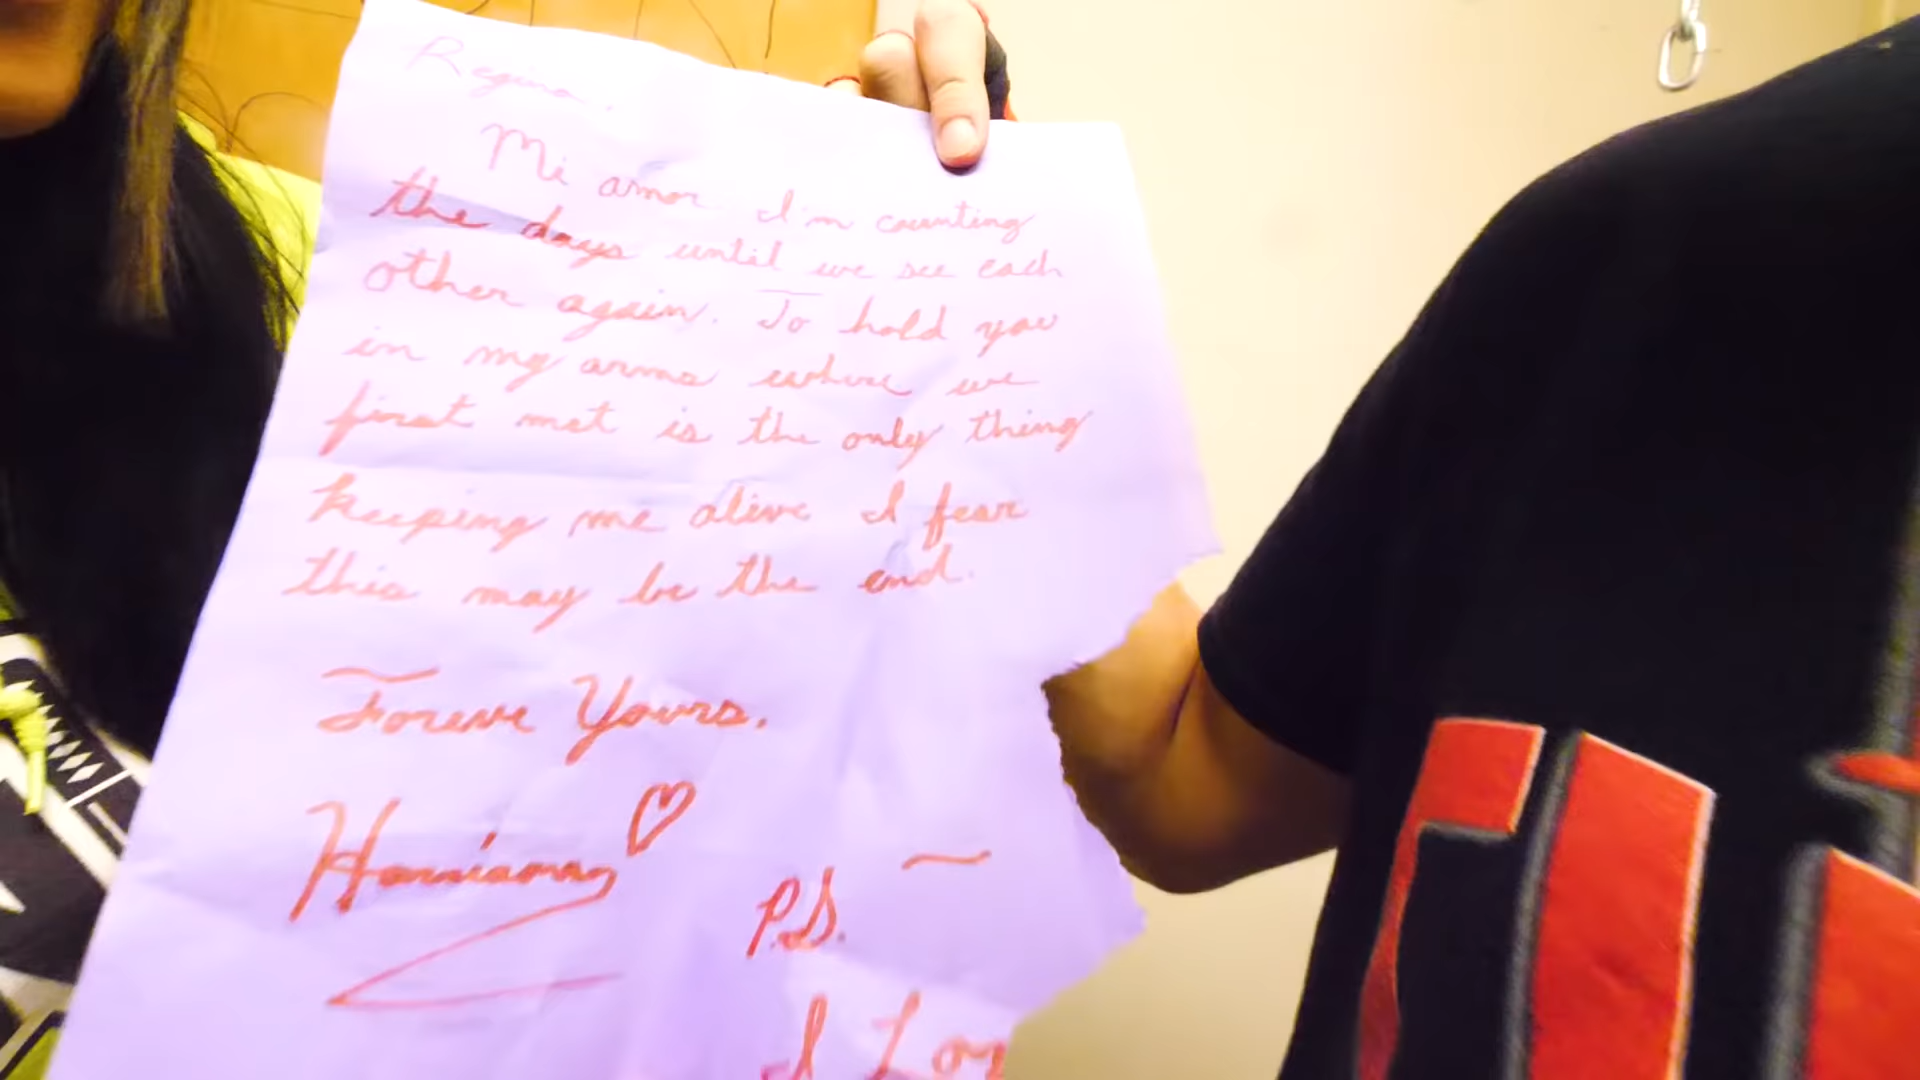 Regina.
Mi amor I'm counting
the days until we see each
other again. To hold you
in my arms where we
first met is the only thing
keeping me alive I fear
this may be the end.
Foreve Yours,
P.S.
I Lov